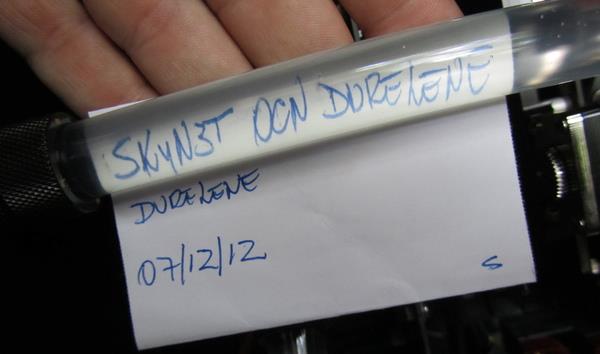 SKYN3T OCN DURELENE
DURELENE
07/12/12
S